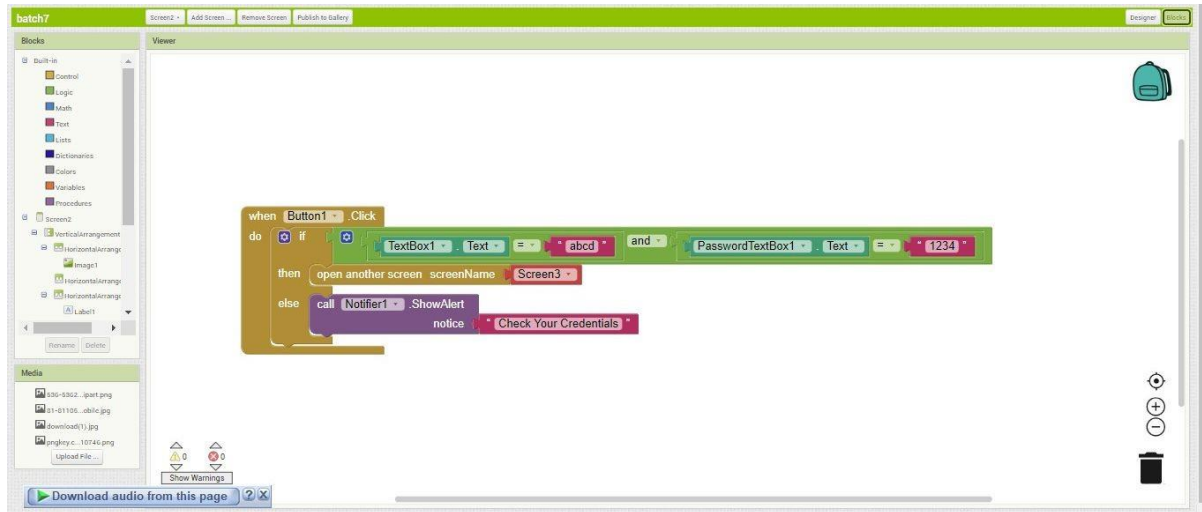 batch7
Screen2 Add Screen ... Remove Screen Publish to Gallery
Designer Blocks
Blocks
Viewer
Built-in
Control
Logic
Math
Text
Lists
Dictionaries
Colors
Variables
Procedures
Screen2
VerticalArrangement
HorizontalArrange
Image1
HorizontalArrange
HorizontalArrange
Label1
Rename Delete
Media
download(1).jpg
Upload File ...
when Button1 .Click
do if TextBox1 . Text = " abcd " and PasswordTextBox1 . Text = " 1234 "
then open another screen screenName Screen3
else call Notifier1 .ShowAlert
notice " Check Your Credentials "
0 0
Show Warnings
Download audio from this page ? X